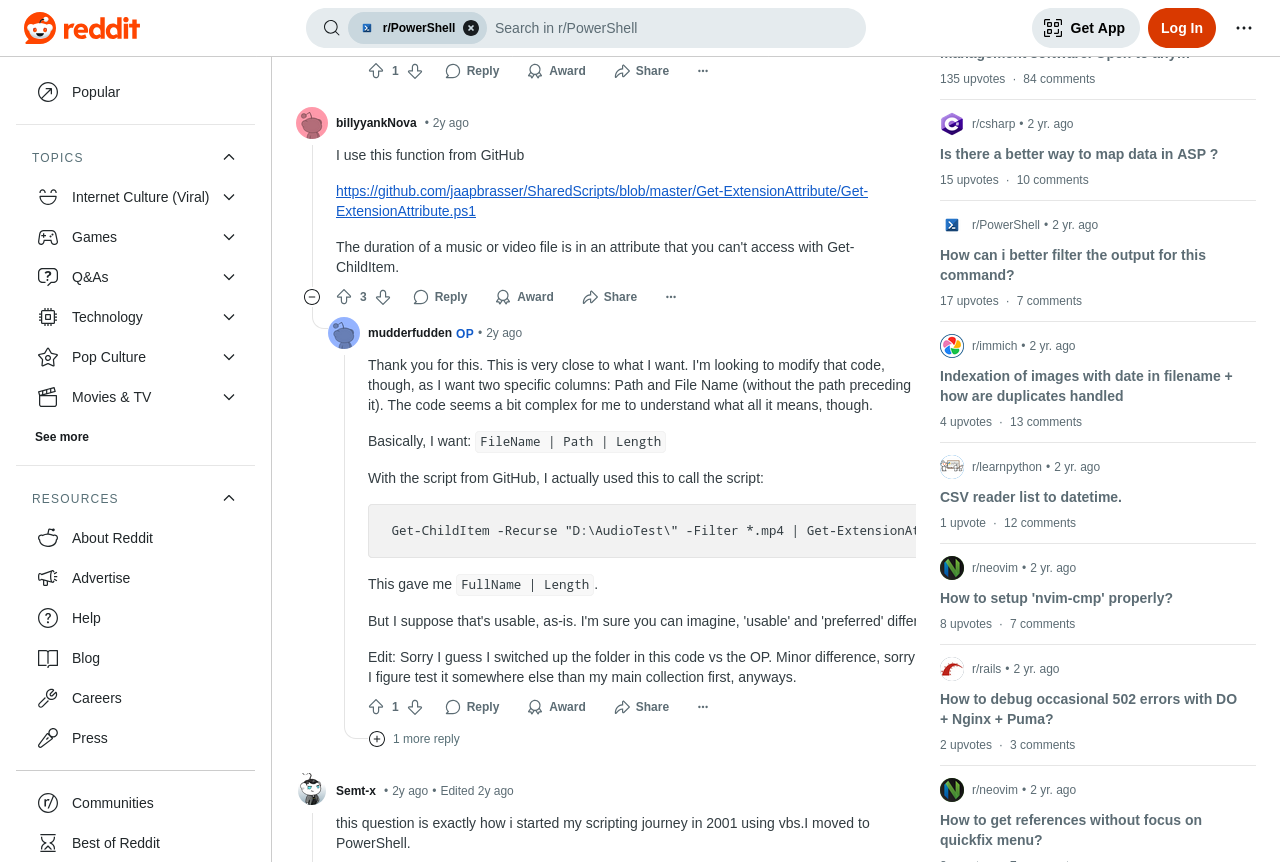 reddit
r/PowerShell
Search in r/PowerShell
Get App
Log In
Popular
TOPICS
Internet Culture (Viral)
Games
Q&As
Technology
Pop Culture
Movies & TV
See more
RESOURCES
About Reddit
Advertise
Help
Blog
Careers
Press
Communities
Best of Reddit
1 Reply Award Share
billyyankNova • 2y ago
I use this function from GitHub
https://github.com/jaapbrasser/SharedScripts/blob/master/Get-ExtensionAttribute/Get-
ExtensionAttribute.ps1
The duration of a music or video file is in an attribute that you can't access with Get-
ChildItem.
3 Reply Award Share
mudderfudden OP • 2y ago
Thank you for this. This is very close to what I want. I'm looking to modify that code,
though, as I want two specific columns: Path and File Name (without the path preceding
it). The code seems a bit complex for me to understand what all it means, though.
Basically, I want: FileName | Path | Length
With the script from GitHub, I actually used this to call the script:
Get-ChildItem -Recurse "D:\AudioTest\" -Filter *.mp4 | Get-ExtensionAt
This gave me FullName | Length.
But I suppose that's usable, as-is. I'm sure you can imagine, 'usable' and 'preferred' differ
Edit: Sorry I guess I switched up the folder in this code vs the OP. Minor difference, sorry
I figure test it somewhere else than my main collection first, anyways.
1 Reply Award Share
1 more reply
Semt-x • 2y ago • Edited 2y ago
this question is exactly how i started my scripting journey in 2001 using vbs.I moved to
PowerShell.
135 upvotes · 84 comments
r/csharp • 2 yr. ago
Is there a better way to map data in ASP ?
15 upvotes · 10 comments
r/PowerShell • 2 yr. ago
How can i better filter the output for this
command?
17 upvotes · 7 comments
r/immich • 2 yr. ago
Indexation of images with date in filename +
how are duplicates handled
4 upvotes · 13 comments
r/learnpython • 2 yr. ago
CSV reader list to datetime.
1 upvote · 12 comments
r/neovim • 2 yr. ago
How to setup 'nvim-cmp' properly?
8 upvotes · 7 comments
r/rails • 2 yr. ago
How to debug occasional 502 errors with DO
+ Nginx + Puma?
2 upvotes · 3 comments
r/neovim • 2 yr. ago
How to get references without focus on
quickfix menu?